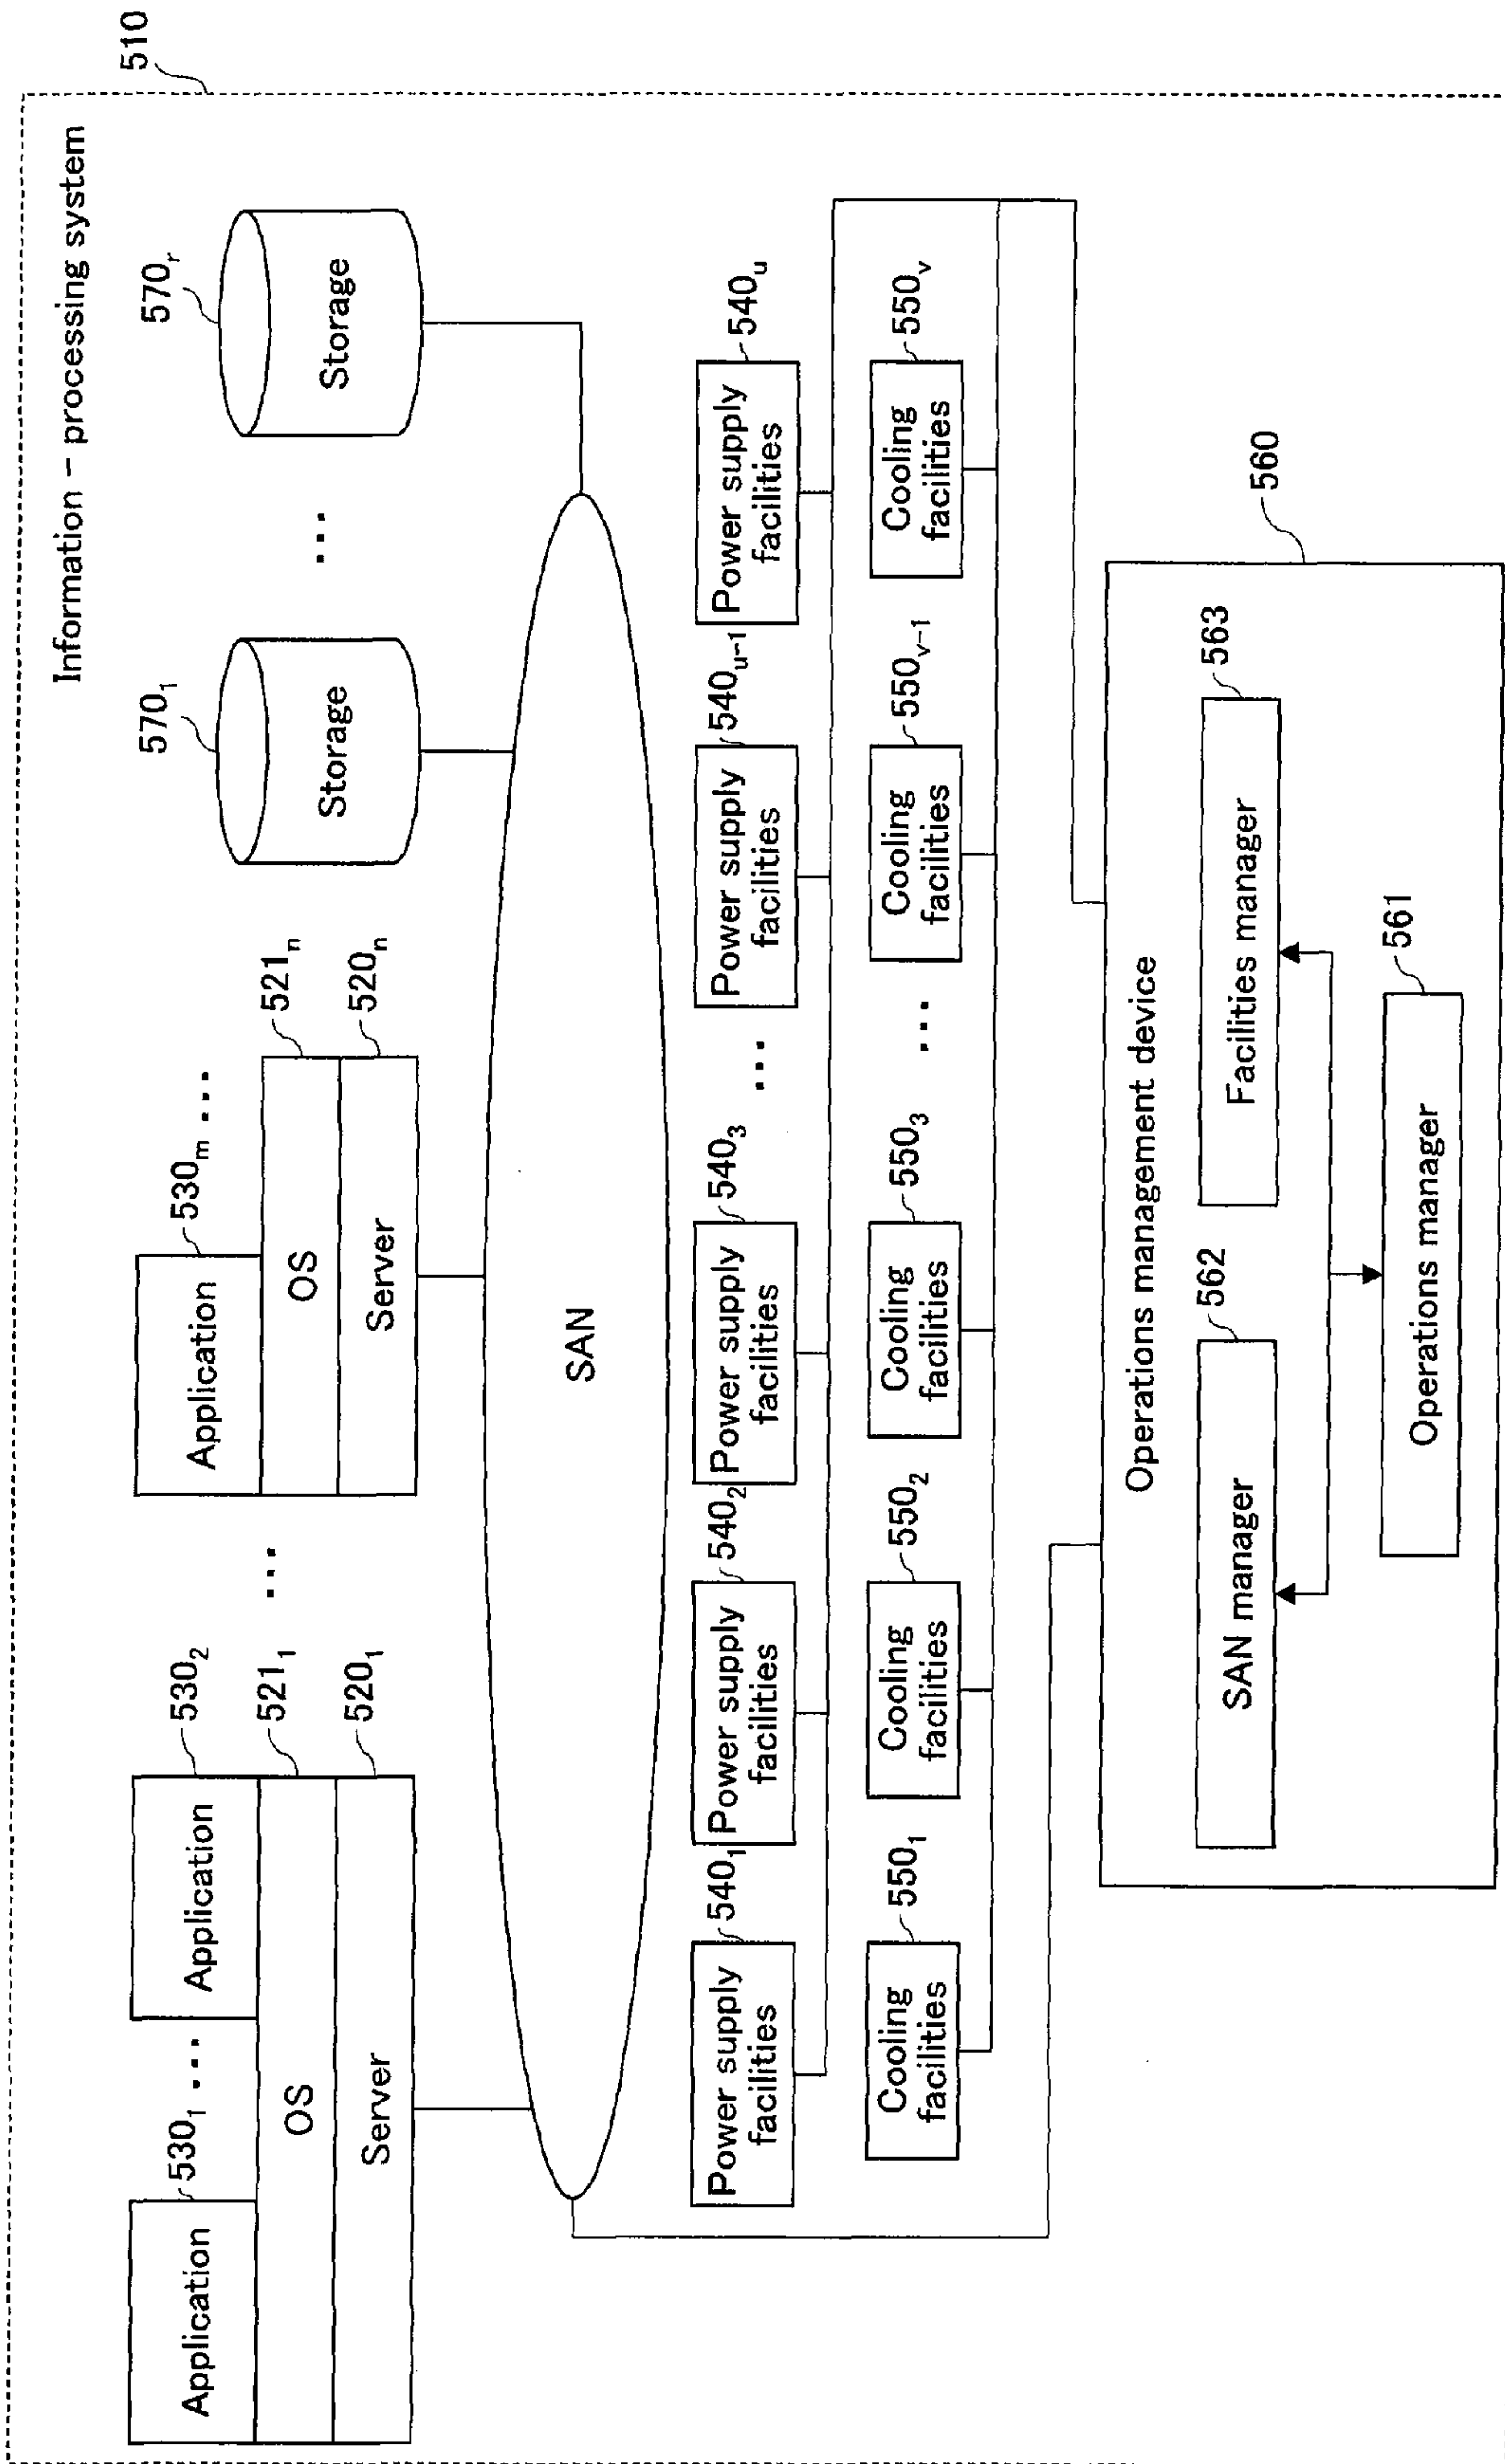 510
Information - processing system
530₁ ...
530₂
530ₘ ...
Application
Application
Application
521₁
521ₙ
OS
OS
520₁
520ₙ
Server
Server
...
570₁
570ᵣ
Storage
Storage
...
SAN
540₁
540₂
540₃
540ᵤ₋₁
540ᵤ
Power supply
facilities
Power supply
facilities
Power supply
facilities
...
Power supply
facilities
Power supply
facilities
550₁
550₂
550₃
550ᵥ₋₁
550ᵥ
Cooling
facilities
Cooling
facilities
Cooling
facilities
...
Cooling
facilities
Cooling
facilities
560
Operations management device
562
SAN manager
563
Facilities manager
561
Operations manager